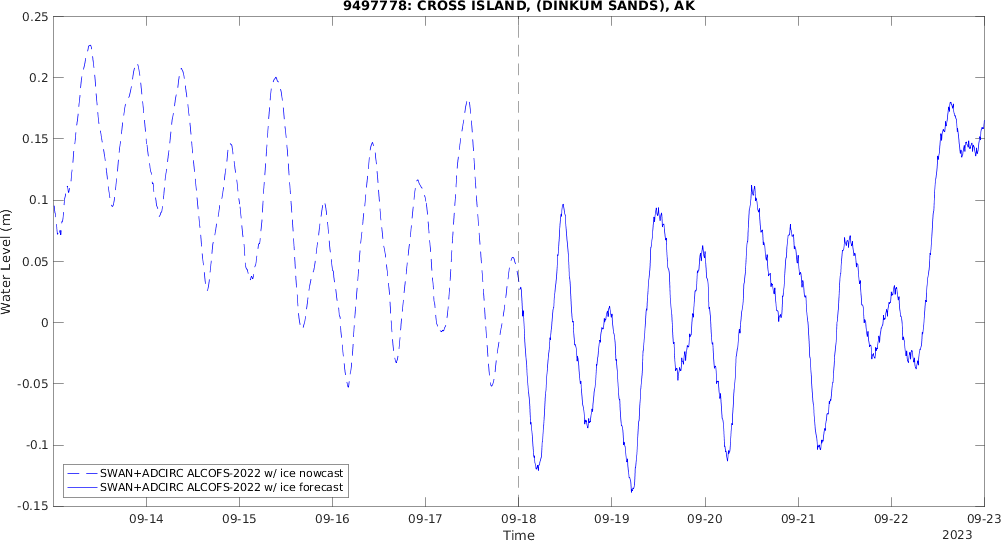 9497778: CROSS ISLAND, (DINKUM SANDS), AK
0.25
0.2
0.15
0.1
0.05
0
-0.05
-0.1
-0.15
Water Level (m)
SWAN+ADCIRC ALCOFS-2022 w/ ice nowcast
SWAN+ADCIRC ALCOFS-2022 w/ ice forecast
09-14 09-15 09-16 09-17 09-18 09-19 09-20 09-21 09-22 09-23
Time
2023